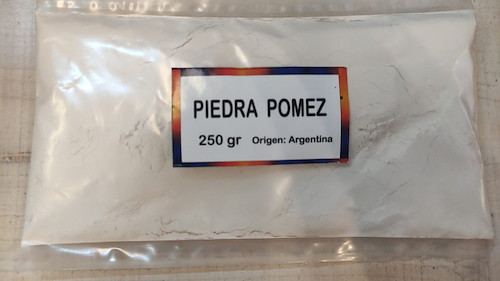 PIEDRA POMEZ
250 gr Origen: Argentina